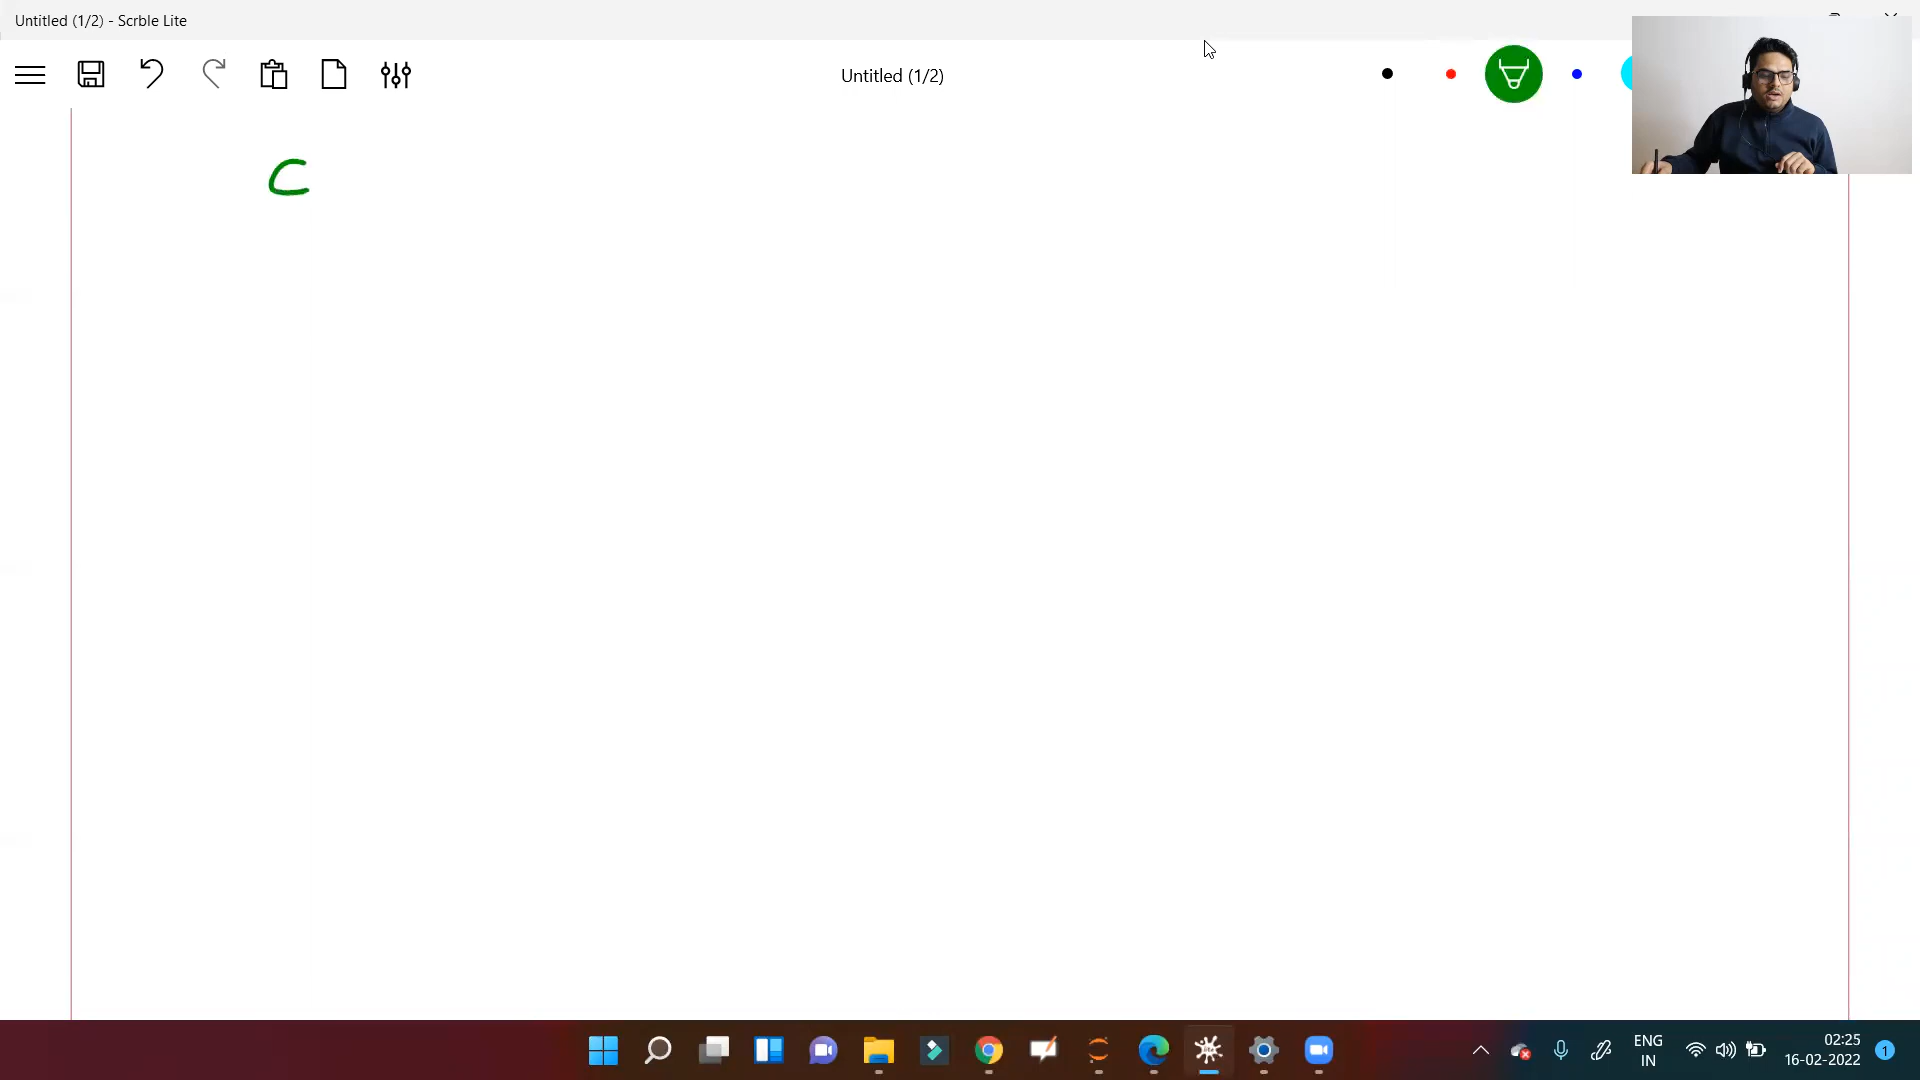 Untitled (1/2) - Scrble Lite
Untitled (1/2)
C
ENG
IN
02:25
16-02-2022
1